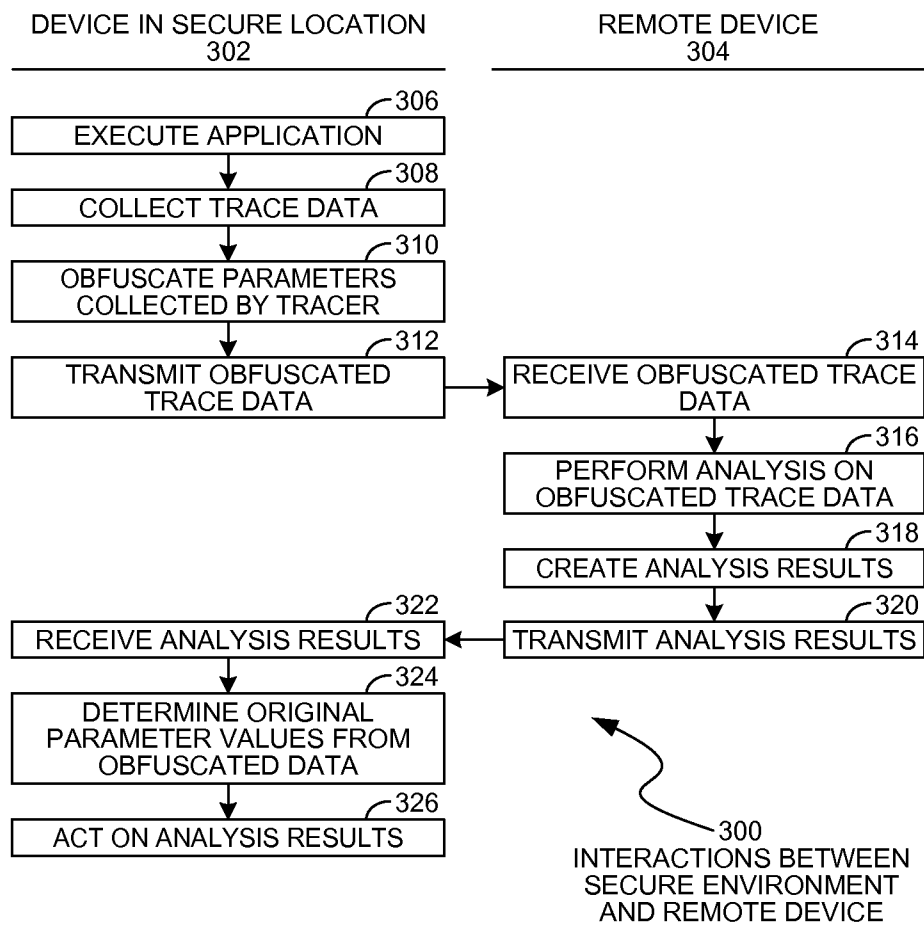 DEVICE IN SECURE LOCATION
302
REMOTE DEVICE
304
306
EXECUTE APPLICATION
308
COLLECT TRACE DATA
310
OBFUSCATE PARAMETERS
COLLECTED BY TRACER
312
TRANSMIT OBFUSCATED
TRACE DATA
314
RECEIVE OBFUSCATED TRACE
DATA
316
PERFORM ANALYSIS ON
OBFUSCATED TRACE DATA
318
CREATE ANALYSIS RESULTS
320
TRANSMIT ANALYSIS RESULTS
322
RECEIVE ANALYSIS RESULTS
324
DETERMINE ORIGINAL
PARAMETER VALUES FROM
OBFUSCATED DATA
326
ACT ON ANALYSIS RESULTS
300
INTERACTIONS BETWEEN
SECURE ENVIRONMENT
AND REMOTE DEVICE